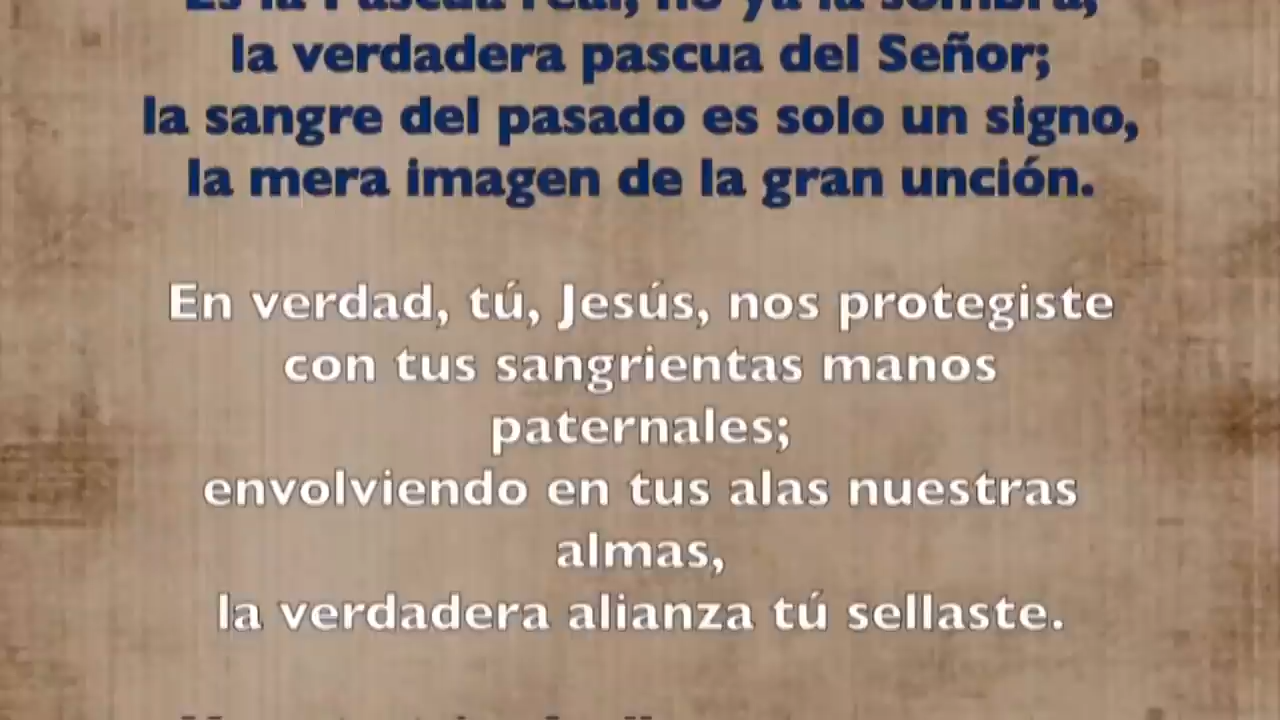 Es la Pascua real, no ya la sombra,
la verdadera pascua del Señor;
la sangre del pasado es solo un signo,
la mera imagen de la gran unción.
En verdad, tú, Jesús, nos protegiste
con tus sangrientas manos
paternales;
envolviendo en tus alas nuestras
almas,
la verdadera alianza tú sellaste.